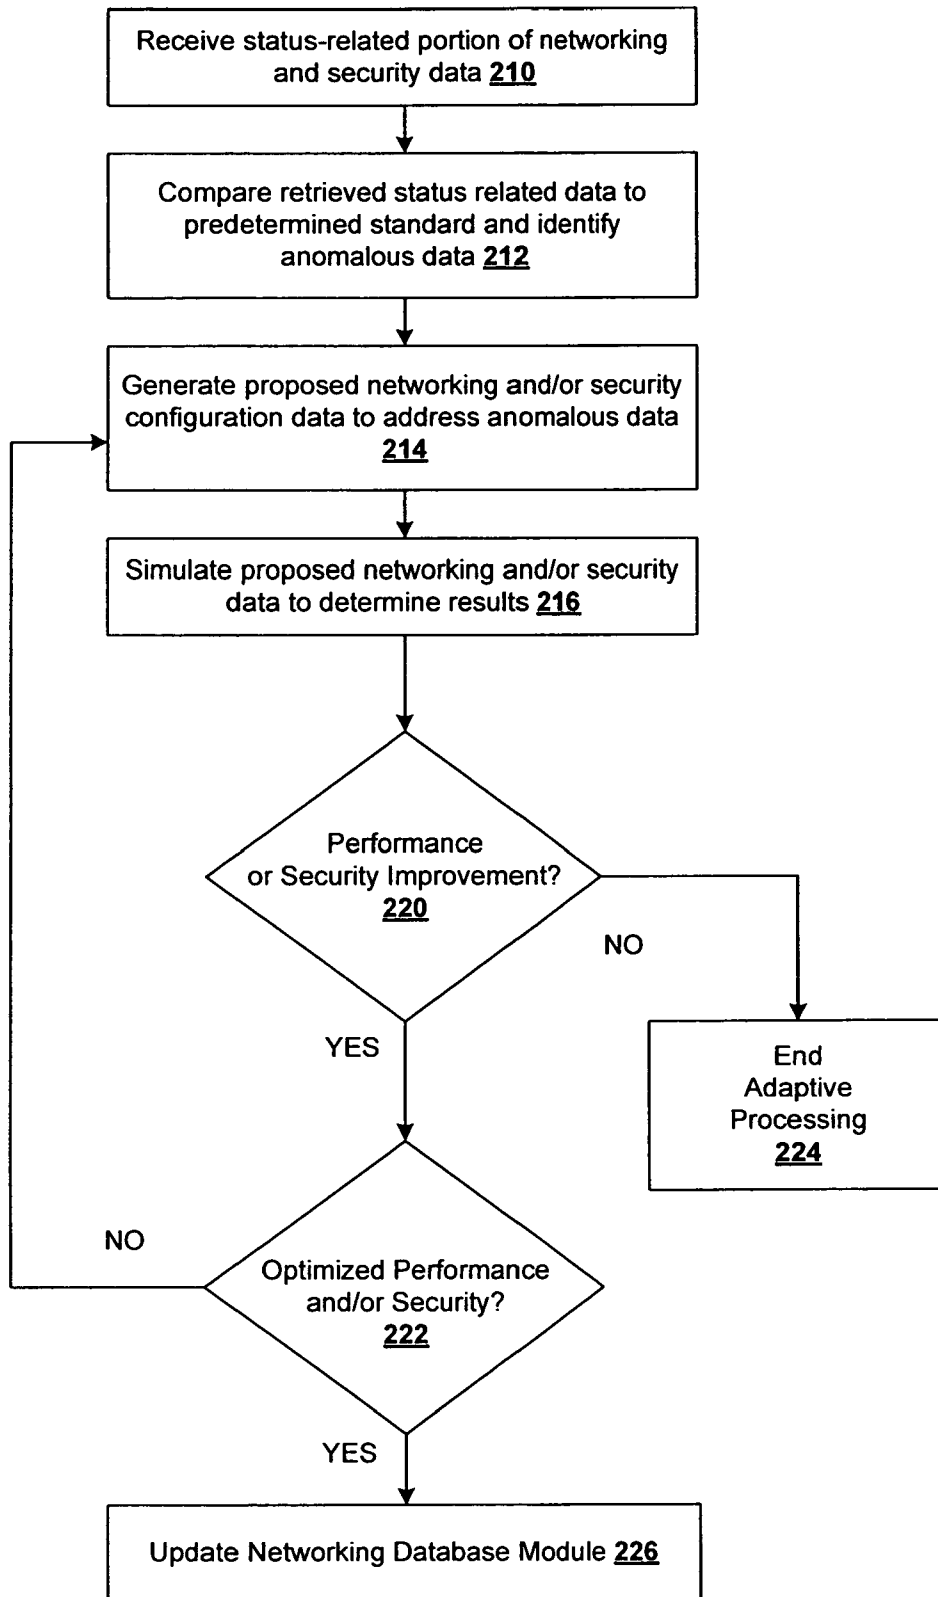 Receive status-related portion of networking
and security data 210
Compare retrieved status related data to
predetermined standard and identify
anomalous data 212
Generate proposed networking and/or security
configuration data to address anomalous data
214
Simulate proposed networking and/or security
data to determine results 216
Performance
or Security Improvement?
220
NO
YES
End
Adaptive
Processing
224
NO
Optimized Performance
and/or Security?
222
YES
Update Networking Database Module 226